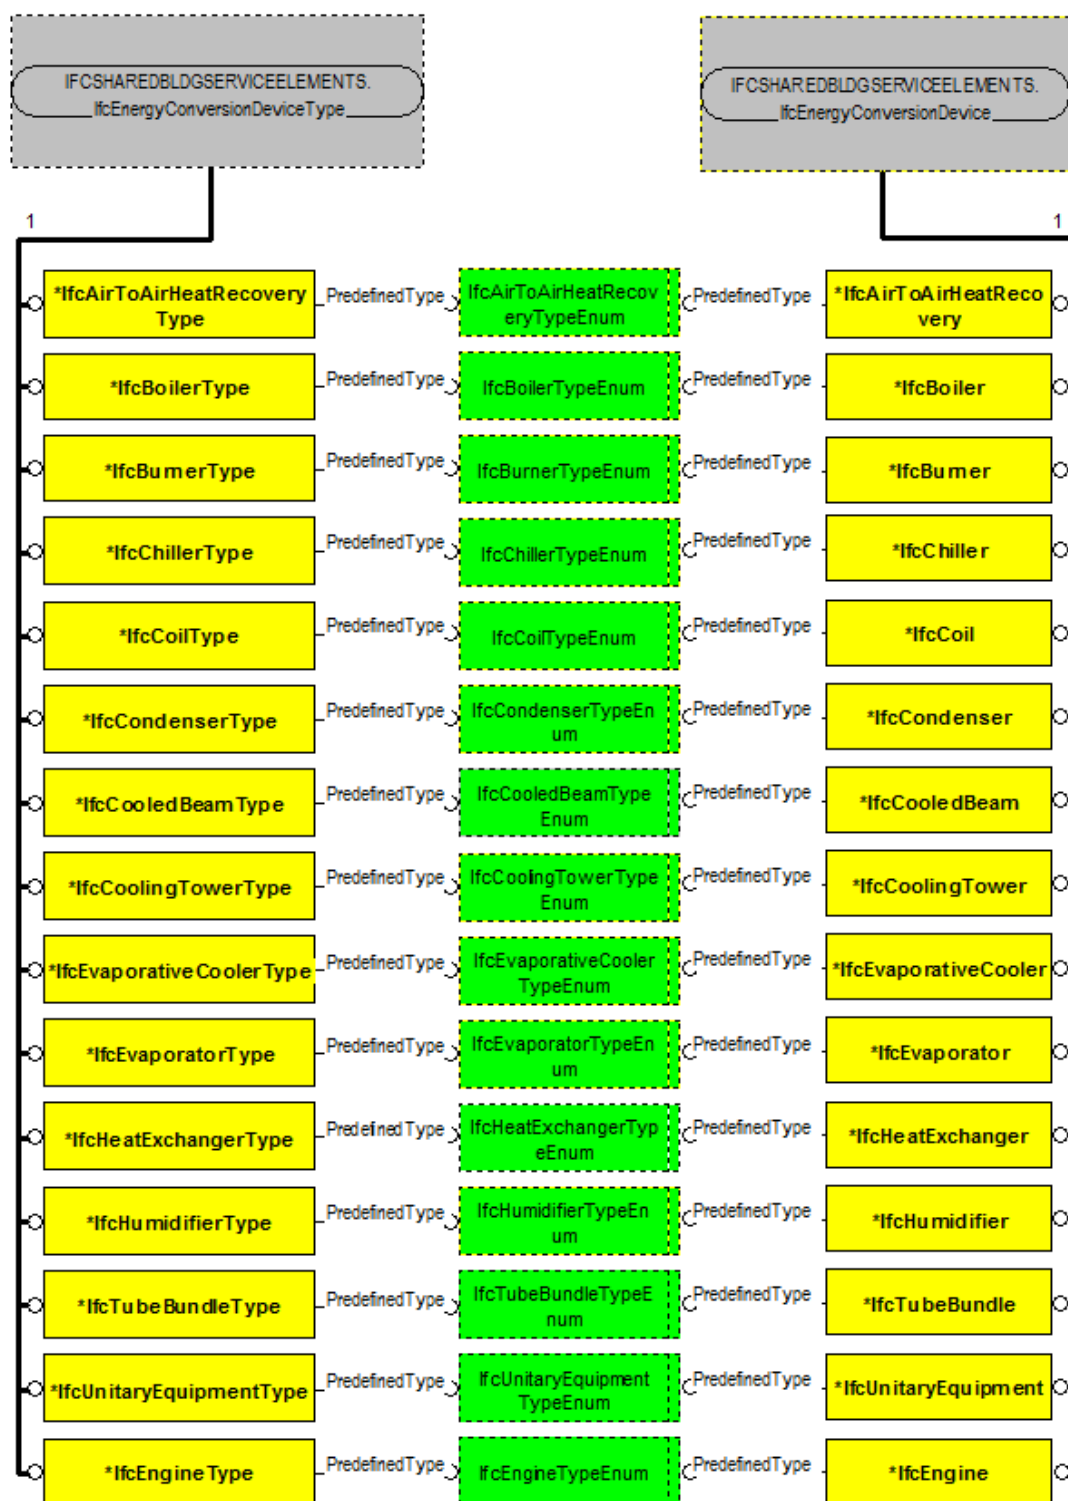 IFCSHAREDBLDGSERVICEELEMENTS.
IfcEnergyConversionDeviceType
IFCSHAREDBLDGSERVICEELEMENTS.
IfcEnergyConversionDevice
1
1
*IfcAirToAirHeatRecovery
Type
PredefinedType
IfcAirToAirHeatRecov
eryTypeEnum
PredefinedType
*IfcAirToAirHeatReco
very
*IfcBoilerType
PredefinedType
IfcBoilerTypeEnum
PredefinedType
*IfcBoiler
*IfcBurnerType
PredefinedType
IfcBurnerTypeEnum
PredefinedType
*IfcBurner
*IfcChillerType
PredefinedType
IfcChillerTypeEnum
PredefinedType
*IfcChiller
*IfcCoilType
PredefinedType
IfcCoilTypeEnum
PredefinedType
*IfcCoil
*IfcCondenserType
PredefinedType
IfcCondenserTypeEn
um
PredefinedType
*IfcCondenser
*IfcCooledBeamType
PredefinedType
IfcCooledBeamType
Enum
PredefinedType
*IfcCooledBeam
*IfcCoolingTowerType
PredefinedType
IfcCoolingTowerType
Enum
PredefinedType
*IfcCoolingTower
*IfcEvaporativeCoolerType
PredefinedType
IfcEvaporativeCooler
TypeEnum
PredefinedType
*IfcEvaporativeCooler
*IfcEvaporatorType
PredefinedType
IfcEvaporatorTypeEn
um
PredefinedType
*IfcEvaporator
*IfcHeatExchangerType
PredefinedType
IfcHeatExchangerTyp
eEnum
PredefinedType
*IfcHeatExchanger
*IfcHumidifierType
PredefinedType
IfcHumidifierTypeEn
um
PredefinedType
*IfcHumidifier
*IfcTubeBundleType
PredefinedType
IfcTubeBundleTypeE
num
PredefinedType
*IfcTubeBundle
*IfcUnitaryEquipmentType
PredefinedType
IfcUnitaryEquipment
TypeEnum
PredefinedType
*IfcUnitaryEquipment
*IfcEngineType
PredefinedType
IfcEngineTypeEnum
PredefinedType
*IfcEngine